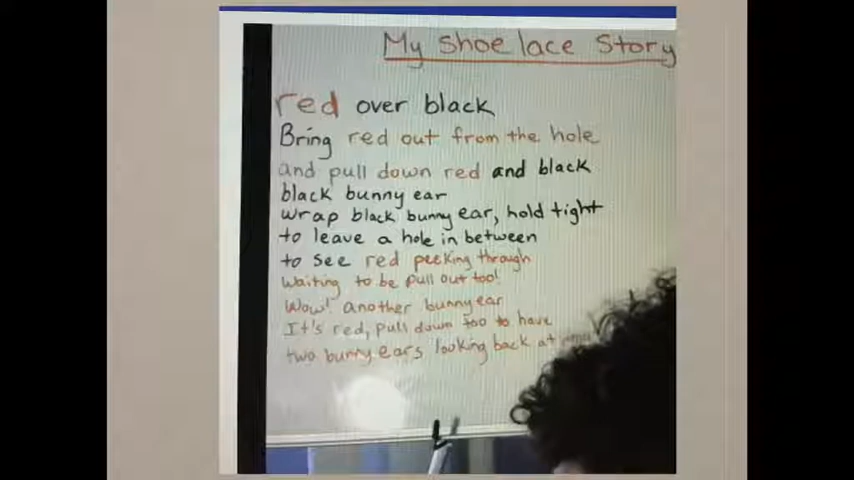 My Shoe lace Story
red over black
Bring red out from the hole
and pull down red and black
black bunny ear
wrap black bunny ear, hold tight
to leave a hole in between
to see red peeking through
Waiting to be pull out too!
Wow! another bunny ear
It's red, pull down too to have
two bunny ears looking back at